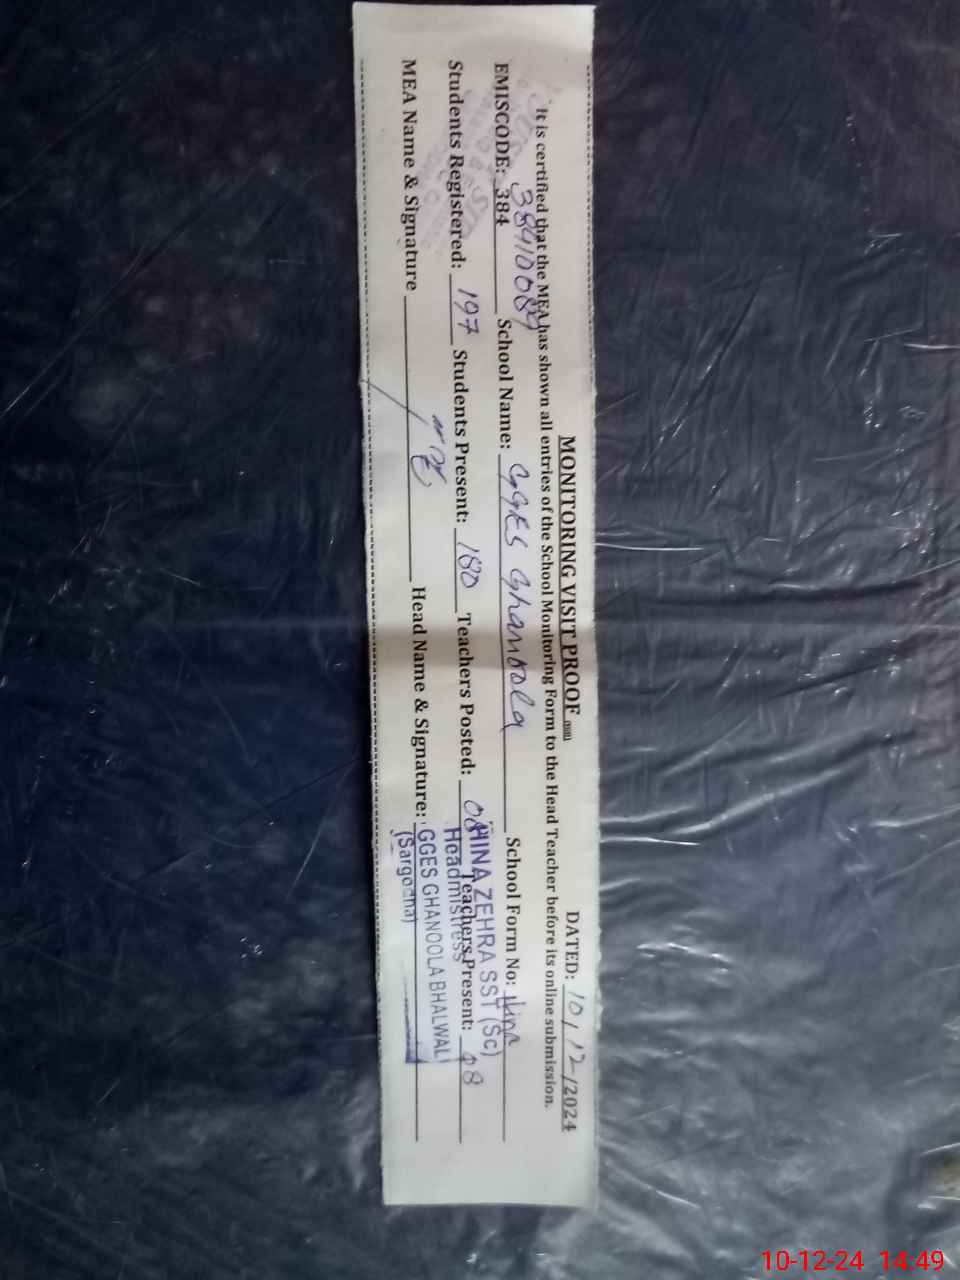 MONITORING VISIT PROOF
DATED: 10/12/2024
It is certified that the MEA has shown all entries of the School Monitoring Form to the Head Teacher before its online submission.
EMISCODE: 384 38410089 School Name: GGES Ghanoola School Form No: Hina
Students Registered: 197 Students Present: 180 Teachers Posted: 08 Teachers Present: 08
MEA Name & Signature Head Name & Signature:
HINA ZEHRA SST (Sc)
Headmistress
GGES GHANOOLA BHALWAL
(Sargodha)
10-12-24 14:49